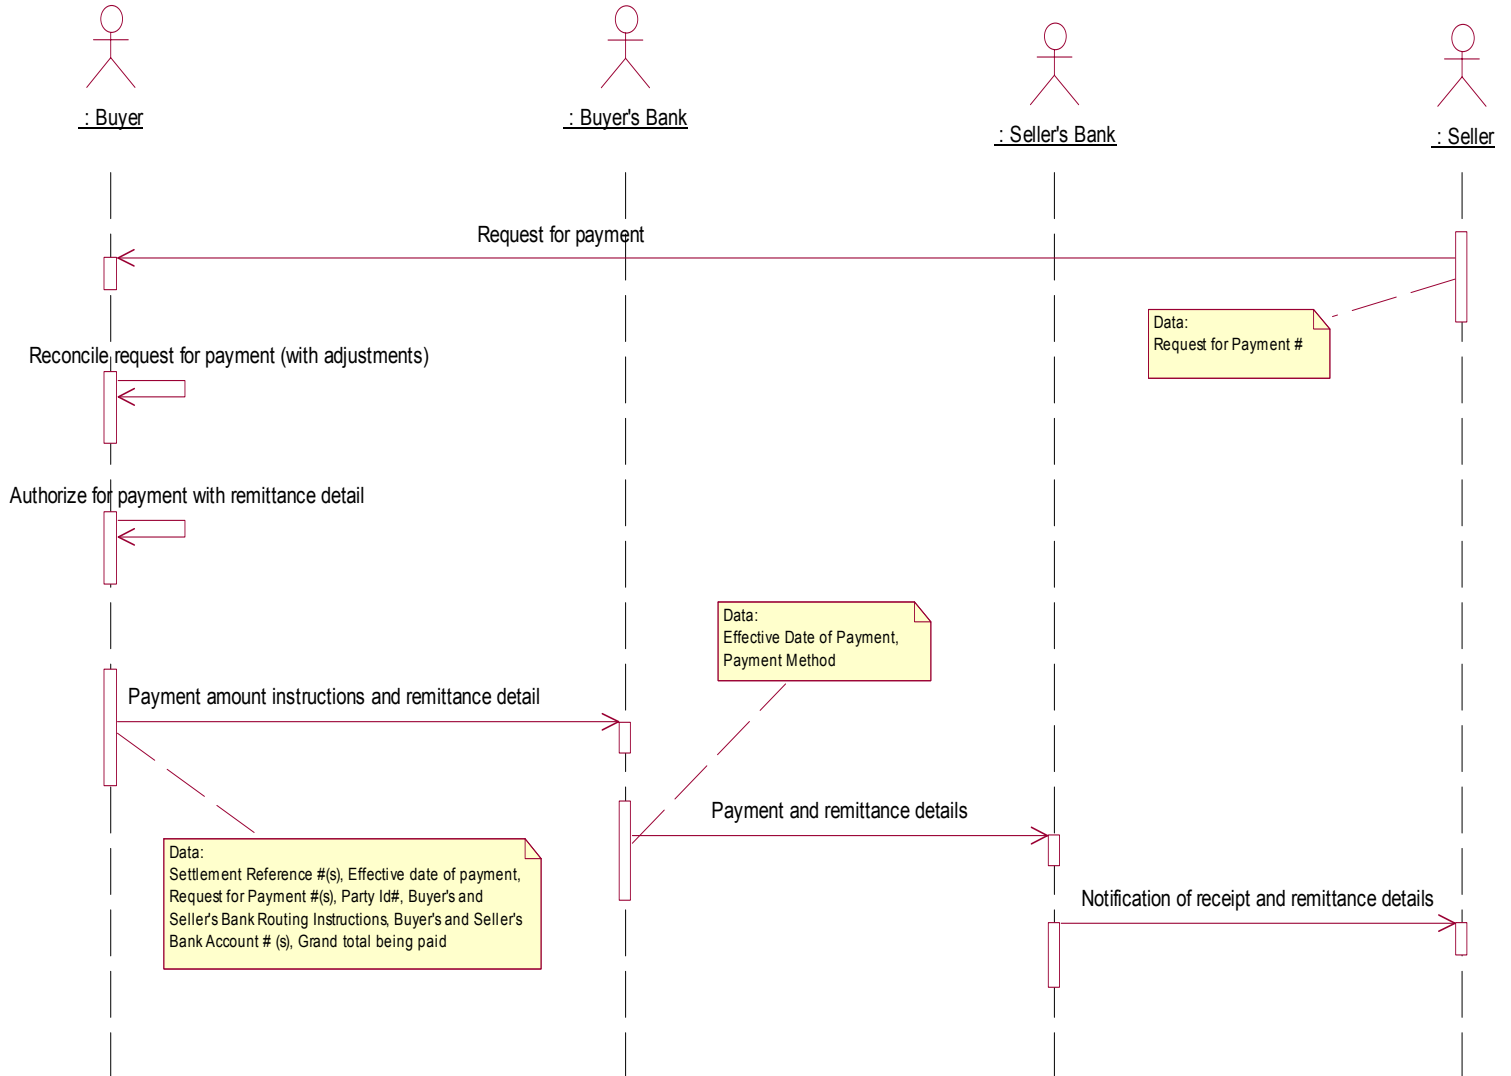 : Buyer
: Buyer's Bank
: Seller's Bank
: Seller
Request for payment
Data:
Request for Payment #
Reconcile request for payment (with adjustments)
Authorize for payment with remittance detail
Data:
Effective Date of Payment,
Payment Method
Payment amount instructions and remittance detail
Payment and remittance details
Data:
Settlement Reference #(s), Effective date of payment,
Request for Payment #(s), Party Id#, Buyer's and
Seller's Bank Routing Instructions, Buyer's and Seller's
Bank Account # (s), Grand total being paid
Notification of receipt and remittance details